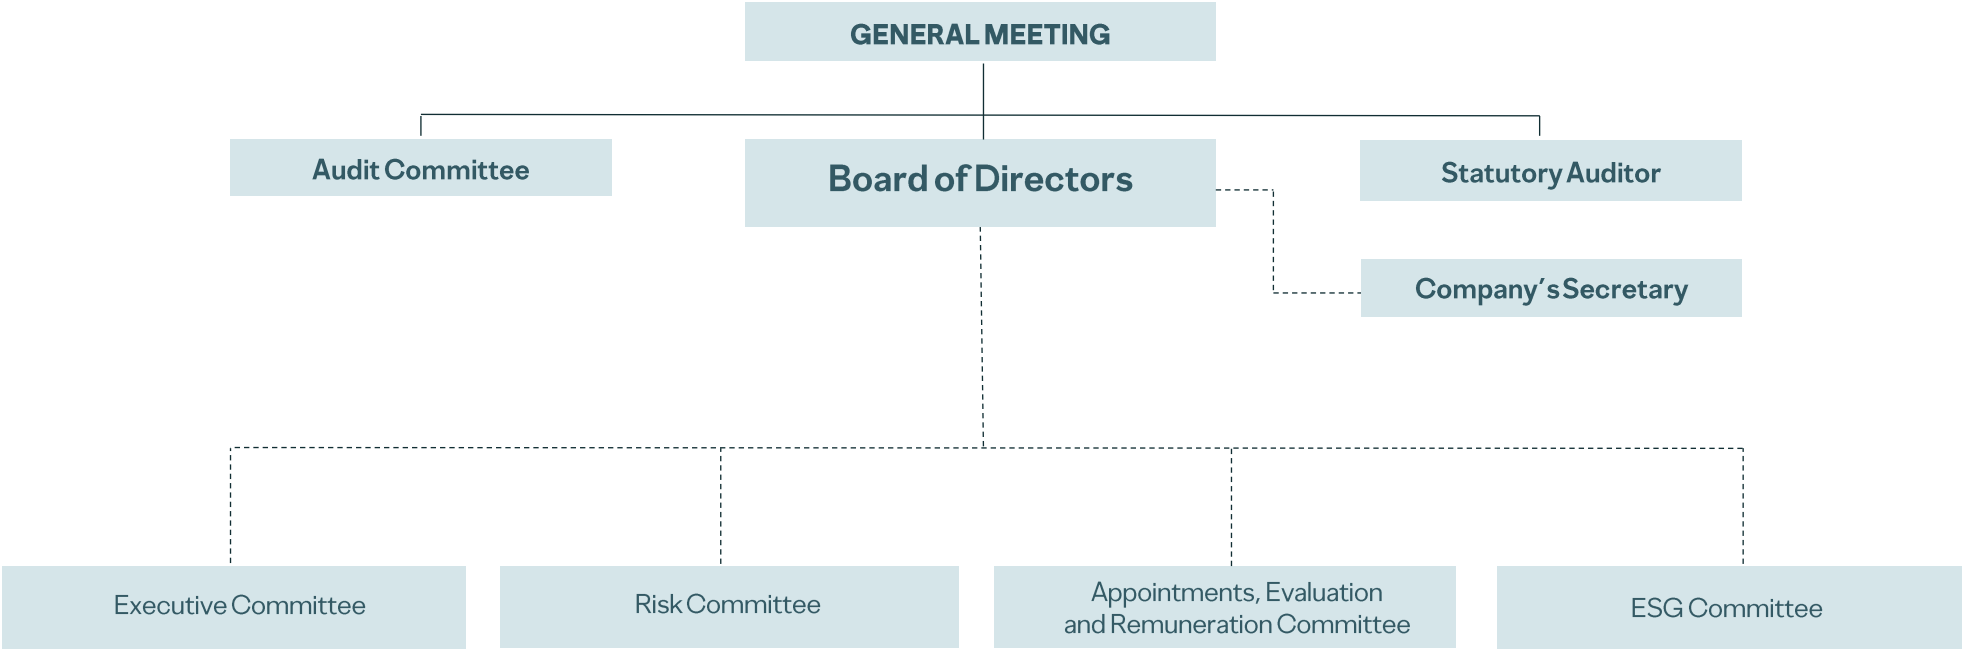 GENERAL MEETING
Audit Committee
Board of Directors
Statutory Auditor
Company’s Secretary
Executive Committee
Risk Committee
Appointments, Evaluation
and Remuneration Committee
ESG Committee